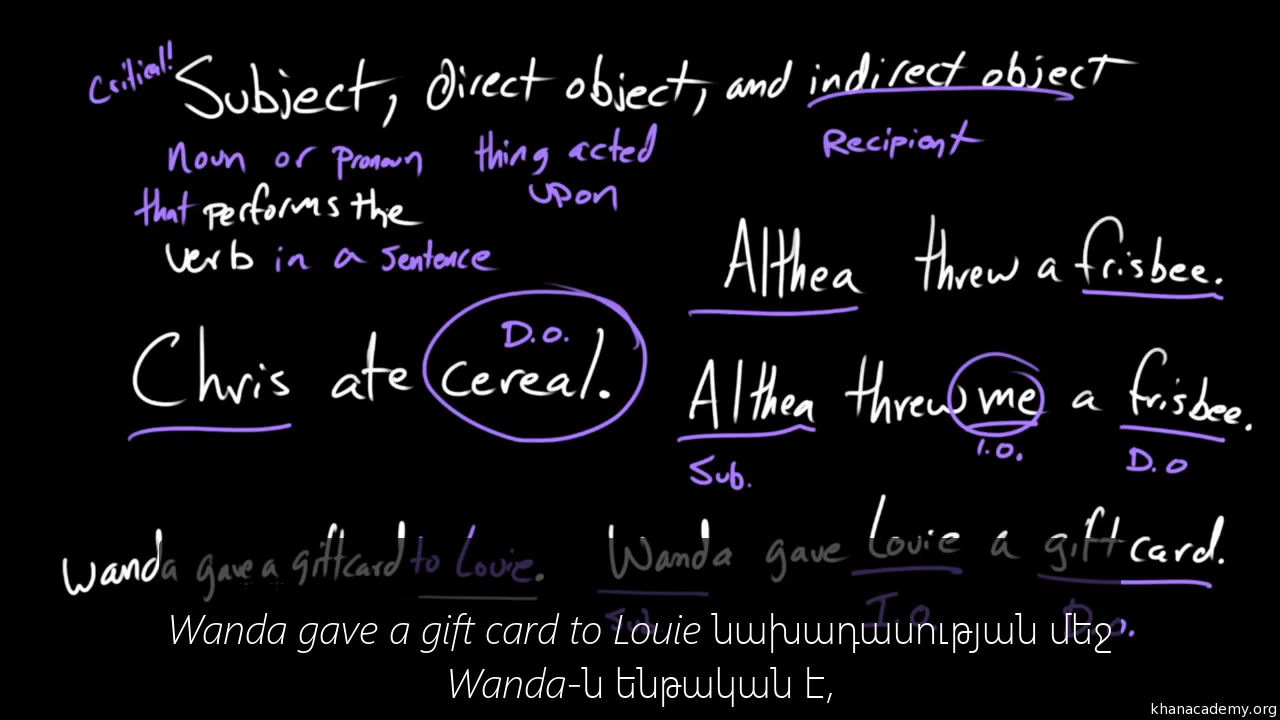 Critical!
Subject, direct object, and indirect object
noun or pronoun
that performs the
verb in a sentence
thing acted
upon
Recipient
Althea threw a frisbee.
Chris ate cereal.
D.O.
Althea threw me a frisbee.
Sub.
I.O.
D.O
Wanda gave a giftcard to Louie.
Wanda gave Louie a gift card.
Sub.
I.O.
D.O.
Wanda gave a gift card to Louie նախադասության մեջ
Wanda-ն ենթական է,
khanacademy.org